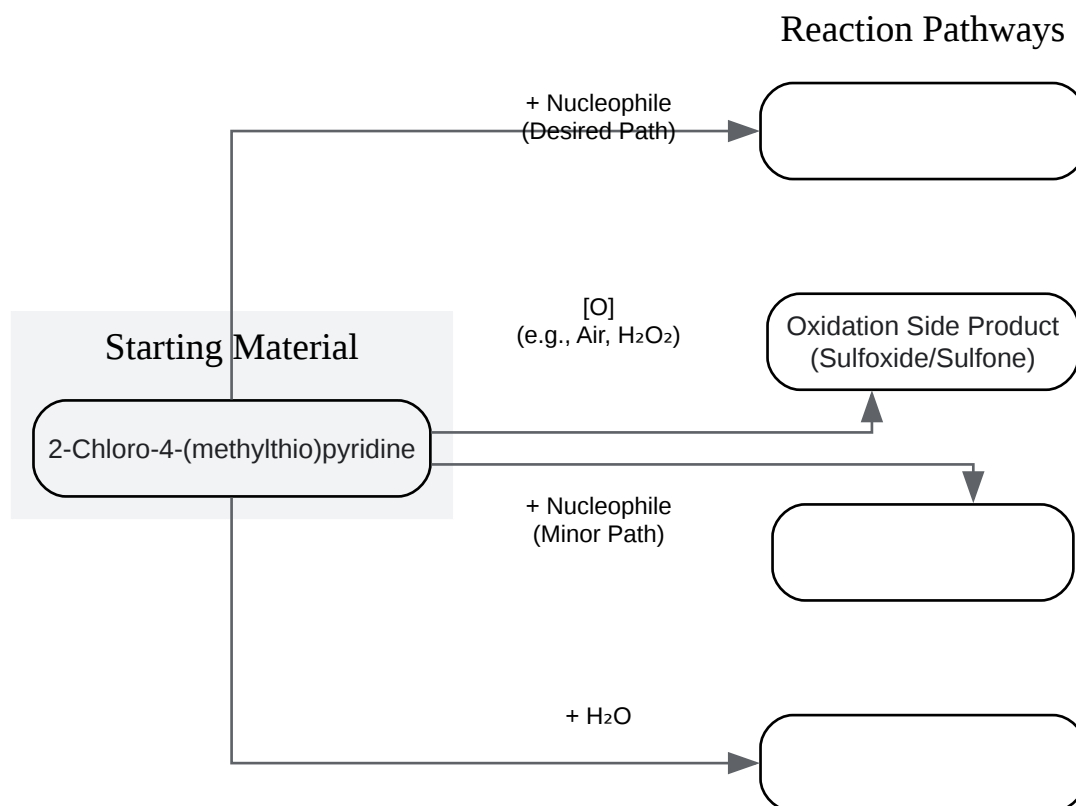 Reaction Pathways
+ Nucleophile
(Desired Path)
[O]
(e.g., Air, H₂O₂)
Oxidation Side Product
(Sulfoxide/Sulfone)
Starting Material
2-Chloro-4-(methylthio)pyridine
+ Nucleophile
(Minor Path)
+ H₂O